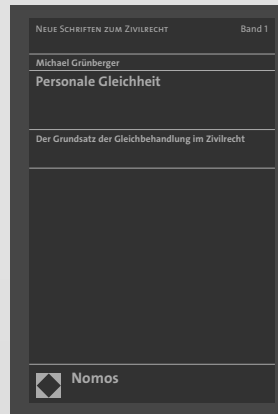 NEUE SCHRIFTEN ZUM ZIVILRECHT Band 1
Michael Grünberger
Personale Gleichheit
Der Grundsatz der Gleichbehandlung im Zivilrecht
Nomos